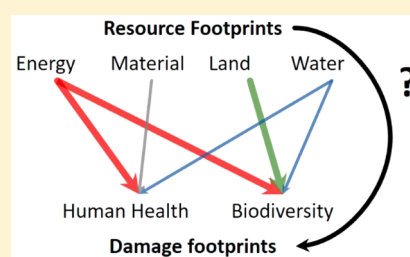 Resource Footprints
Energy Material Land Water
?
Human Health Biodiversity
Damage footprints